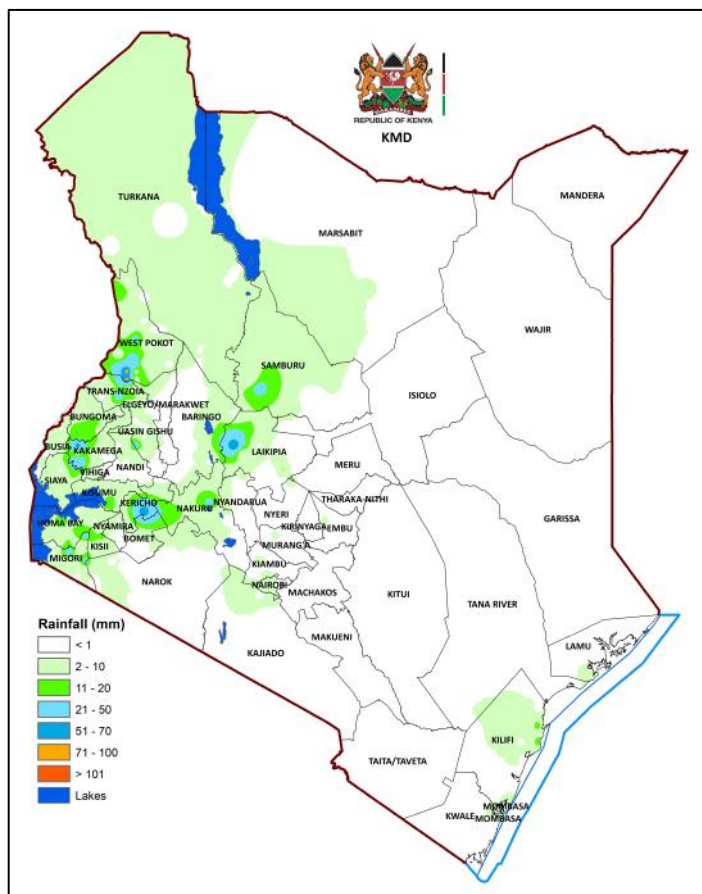 REPUBLIC OF KENYA
KMD
MANDERA
TURKANA
MARSABIT
WAJIR
WEST POKOT
SAMBURU
ISIOLO
TRANS-NZOIA
ELGEYO/MARAKWET
BARINGO
BUNGOMA
UASIN GISHU
BUSIA
KAKAMEGA
LAIKIPIA
NANDI
MERU
VIHIGA
SIAYA
KISUMU
KERICHO
NAKURU
NYANDARUA
THARAKA-NITHI
GARISSA
NYERI
HOMA BAY
NYAMIRA
KIRINYAGA
EMBU
KISII
BOMET
MURANG'A
MIGORI
KIAMBU
NAROK
NAIROBI
MACHAKOS
KITUI
TANA RIVER
MAKUENI
LAMU
KAJIADO
KILIFI
TAITA/TAVETA
MOMBASA
KWALE
MOMBASA
Rainfall (mm)
< 1
2 - 10
11 - 20
21 - 50
51 - 70
71 - 100
> 101
Lakes